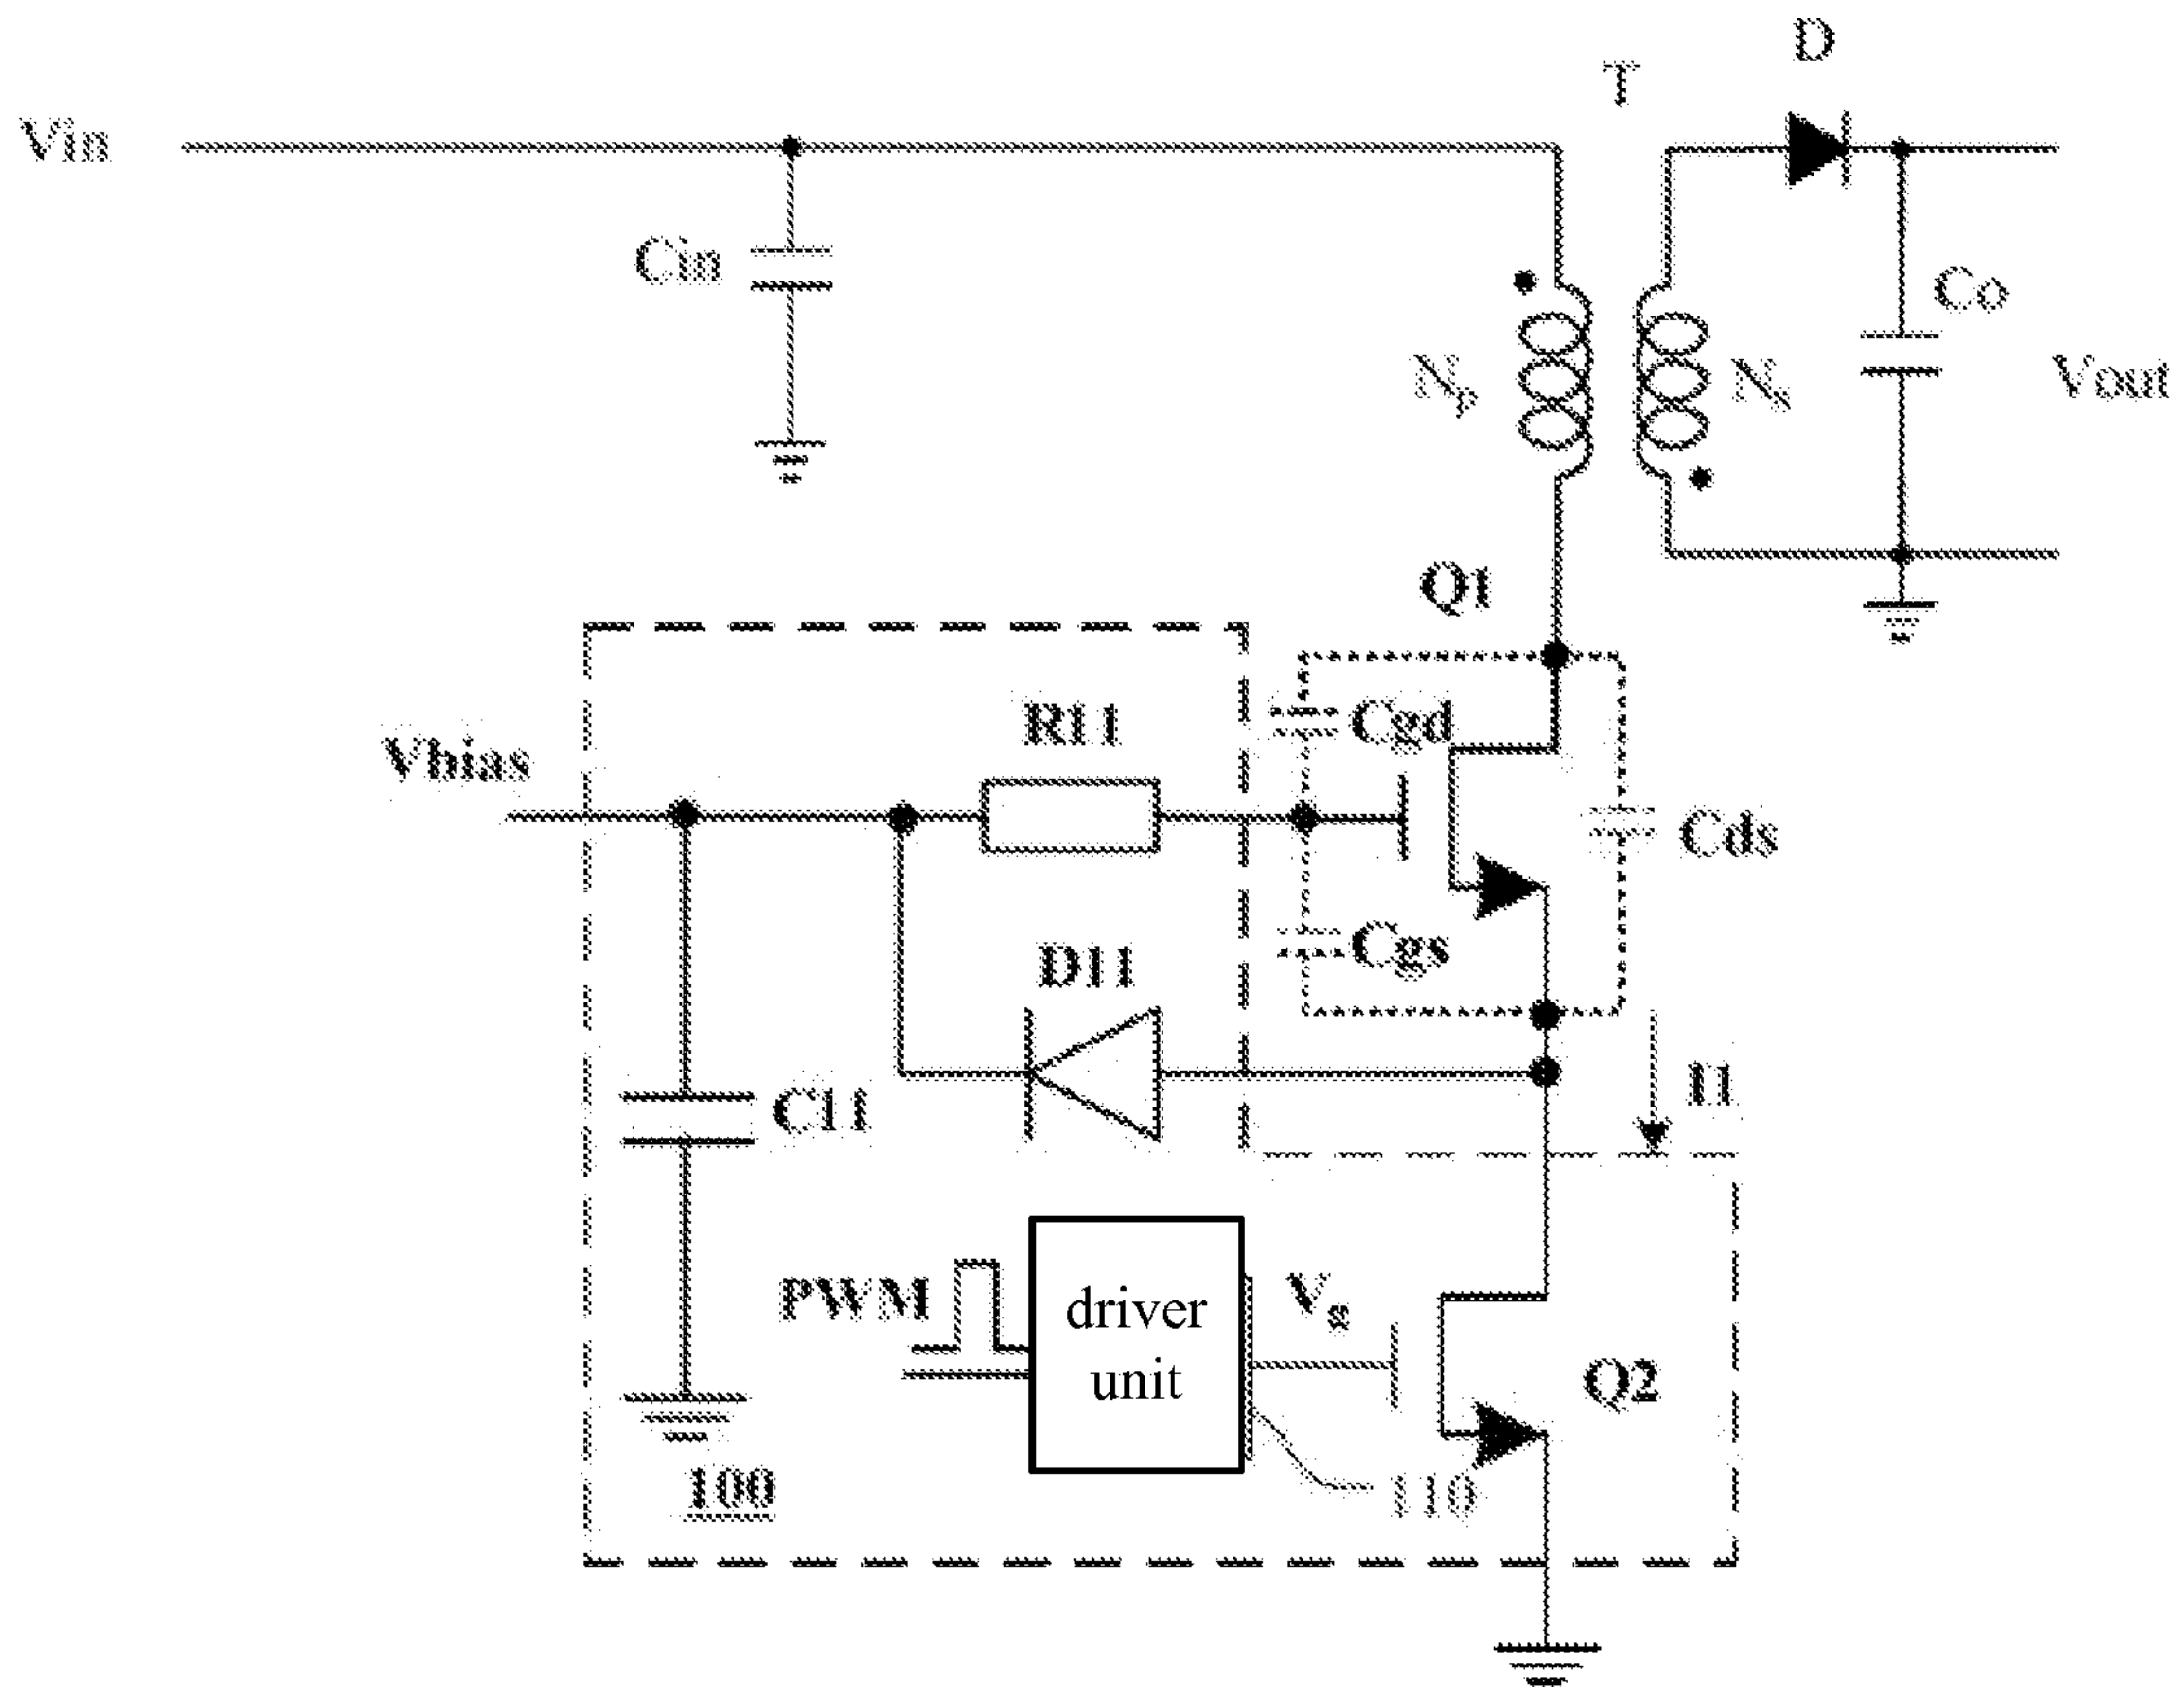 D
T
Vin
Cin
Co
Np
Ns
Vout
Q1
R11
Cgd
Vbias
Cds
D11
Cgs
I1
C11
PWM
driver
unit
Vg
Q2
100
110